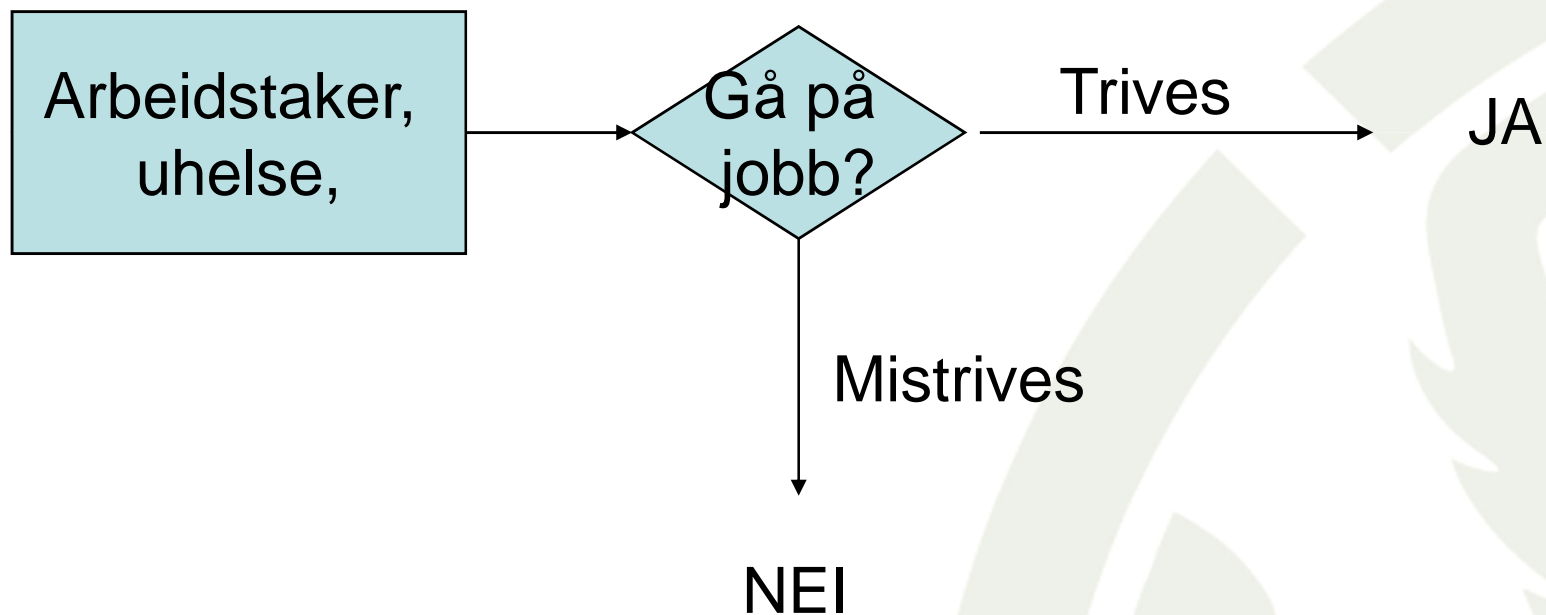 Arbeidstaker,
uhelse,
Gå på
jobb?
Trives
JA
Mistrives
NEI